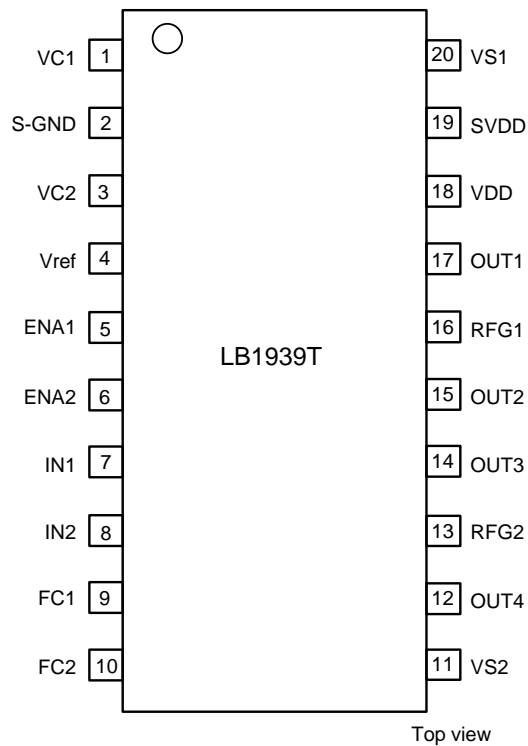 VC1 1 20 VS1
S-GND 2 19 SVDD
VC2 3 18 VDD
Vref 4 17 OUT1
ENA1 5 16 RFG1
LB1939T
ENA2 6 15 OUT2
IN1 7 14 OUT3
IN2 8 13 RFG2
FC1 9 12 OUT4
FC2 10 11 VS2
Top view